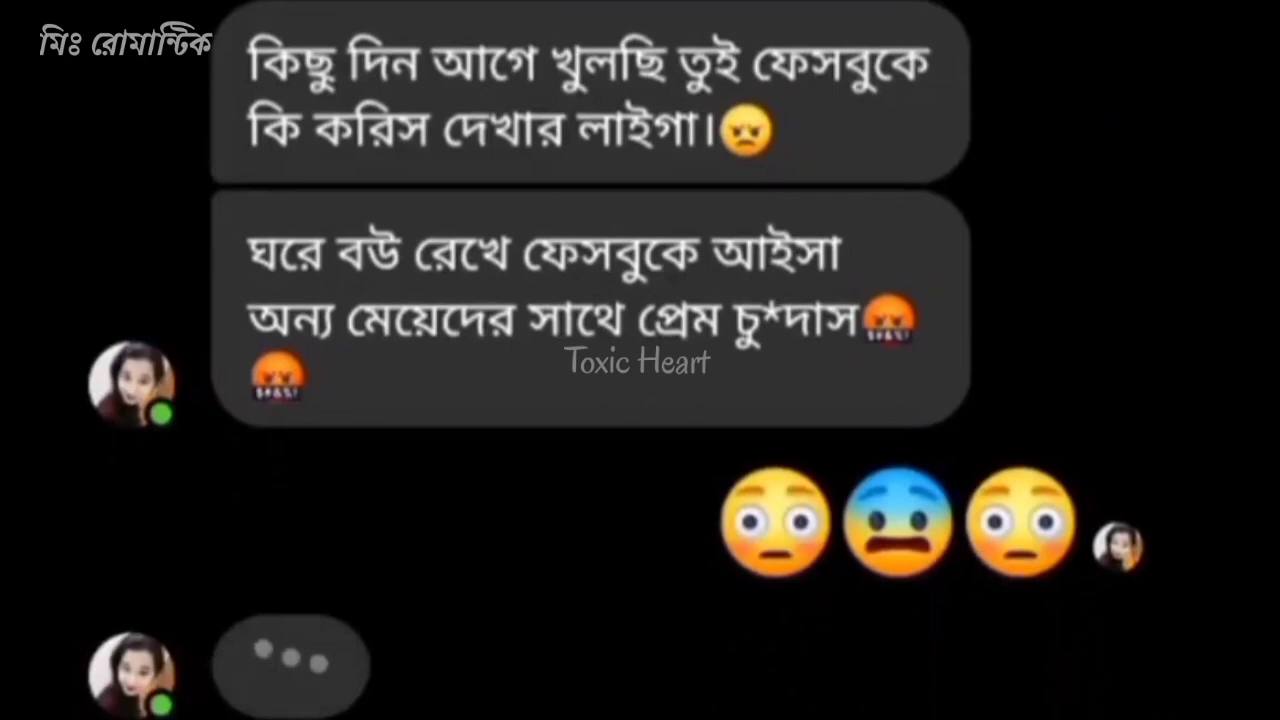 মিঃ রোমান্টিক
কিছু দিন আগে খুলছি তুই ফেসবুকে
কি করিস দেখার লাইগা।😠
ঘরে বউ রেখে ফেসবুকে আইসা
অন্য মেয়েদের সাথে প্রেম চু*দাস🤬
🤬
Toxic Heart
😳😨😳